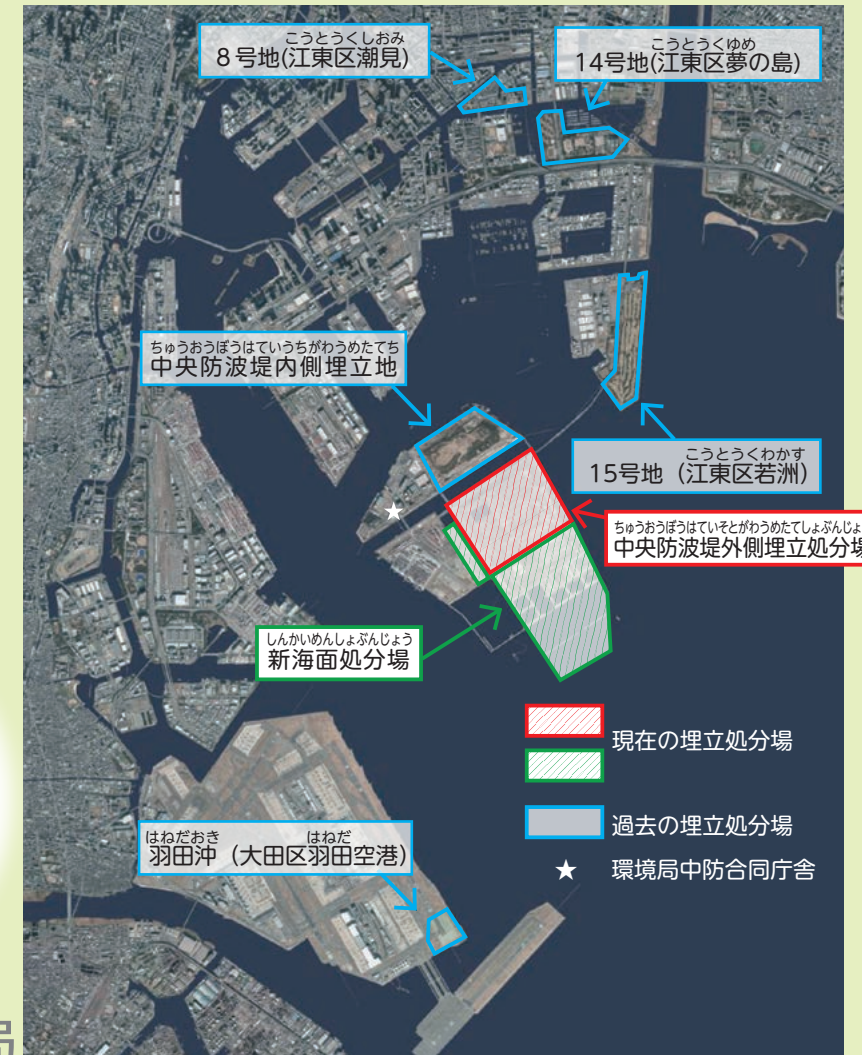 こうとうくしおみ
8号地(江東区潮見)
こうとうくゆめ
14号地(江東区夢の島)
ちゅうおうぼうはていうちがわうめたてち
中央防波堤内側埋立地
こうとうくわかす
15号地（江東区若洲）
ちゅうおうぼうはていそとがわうめたてしょぶんじょ
中央防波堤外側埋立処分場
しんかいめんしょぶんじょう
新海面処分場
現在の埋立処分場
過去の埋立処分場
★ 環境局中防合同庁舎
はねだおき はねだ
羽田沖（大田区羽田空港）
局